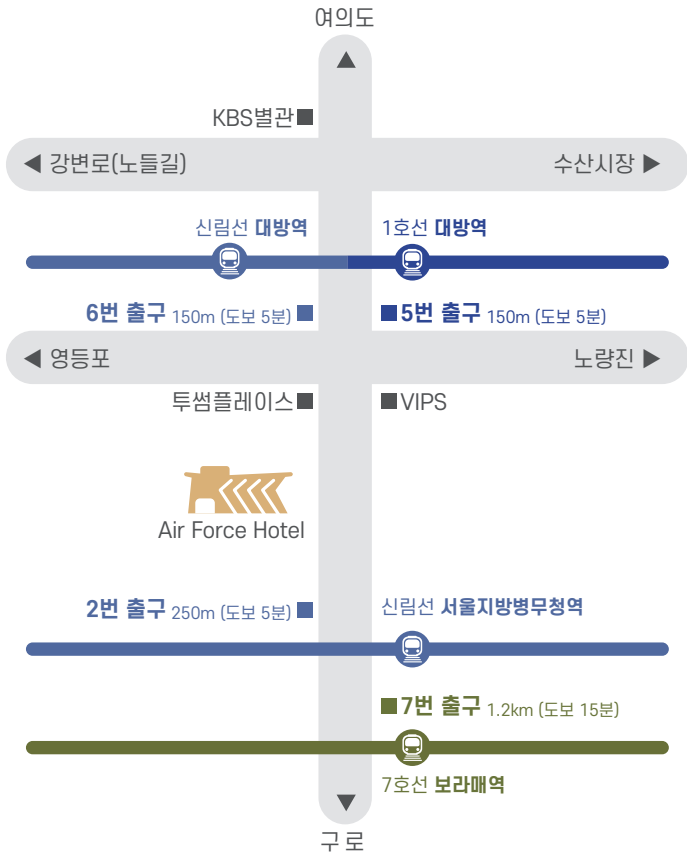 여의도
▲
KBS별관■
◀ 강변로(노들길)
수산시장 ▶
신림선 대방역
1호선 대방역
6번 출구 150m (도보 5분) ■
■5번 출구 150m (도보 5분)
◀ 영등포
노량진 ▶
투썸플레이스■
■VIPS
Air Force Hotel
2번 출구 250m (도보 5분) ■
신림선 서울지방병무청역
■7번 출구 1.2km (도보 15분)
7호선 보라매역
▼
구로